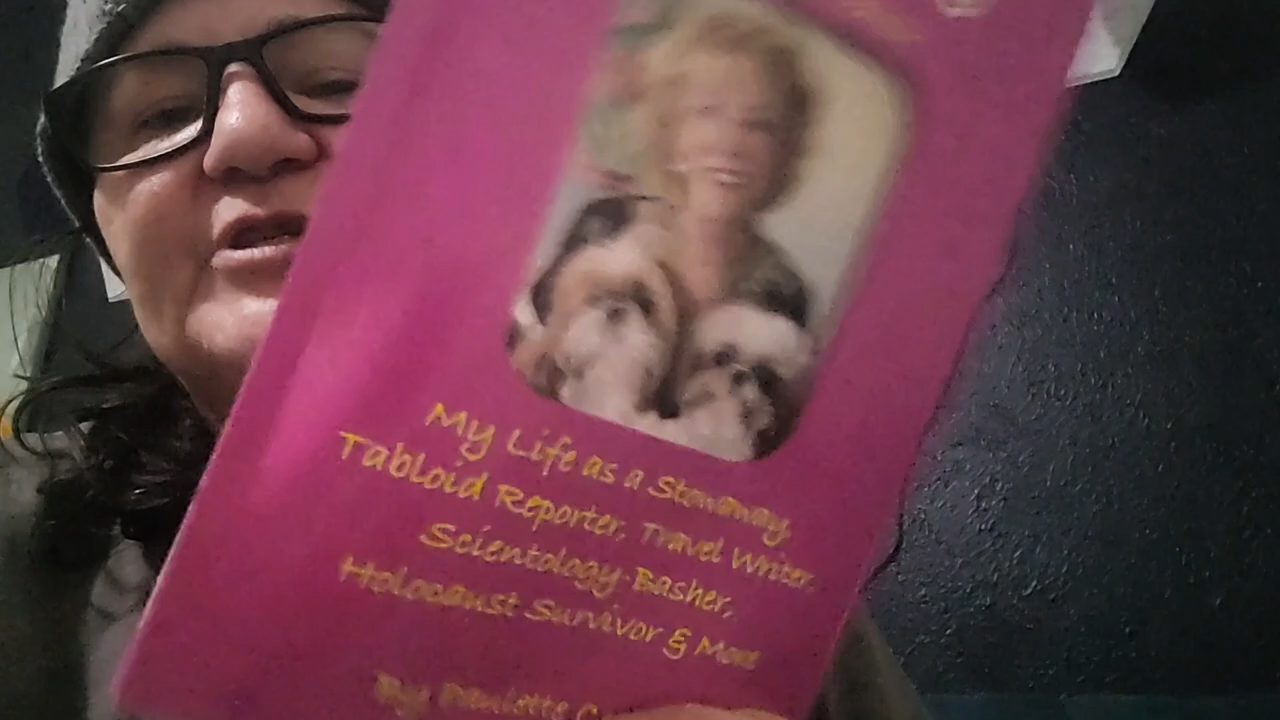 My Life as a Stowaway,
Tabloid Reporter, Travel Writer,
Scientology Basher,
Holocaust Survivor & More
By Paulette C